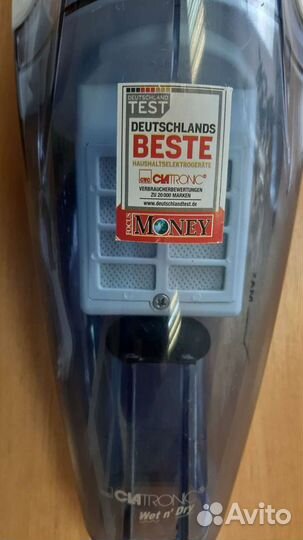 DEUTSCHLAND
TEST
DEUTSCHLANDS
BESTE
HAUSHALTSELEKTROGERÄTE
CTC CLATRONIC®
VERBRAUCHERBEWERTUNGEN
ZU 20 000 MARKEN
www.deutschlandtest.de
FOCUS MONEY
CLATRONIC®
Wet n' Dry
Avito